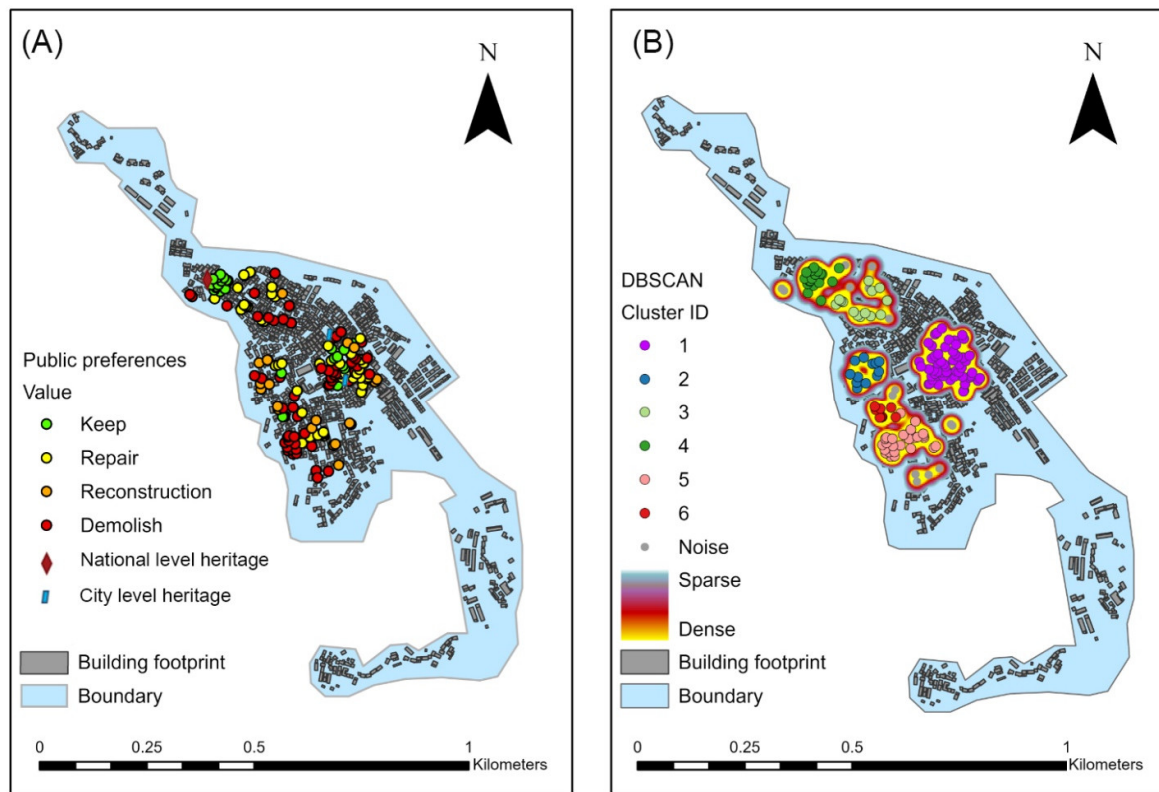 (A)
N
Public preferences
Value
Keep
Repair
Reconstruction
Demolish
National level heritage
City level heritage
Building footprint
Boundary
0 0.25 0.5 1
Kilometers
(B)
N
DBSCAN
Cluster ID
1
2
3
4
5
6
Noise
Sparse
Dense
Building footprint
Boundary
0 0.25 0.5 1
Kilometers